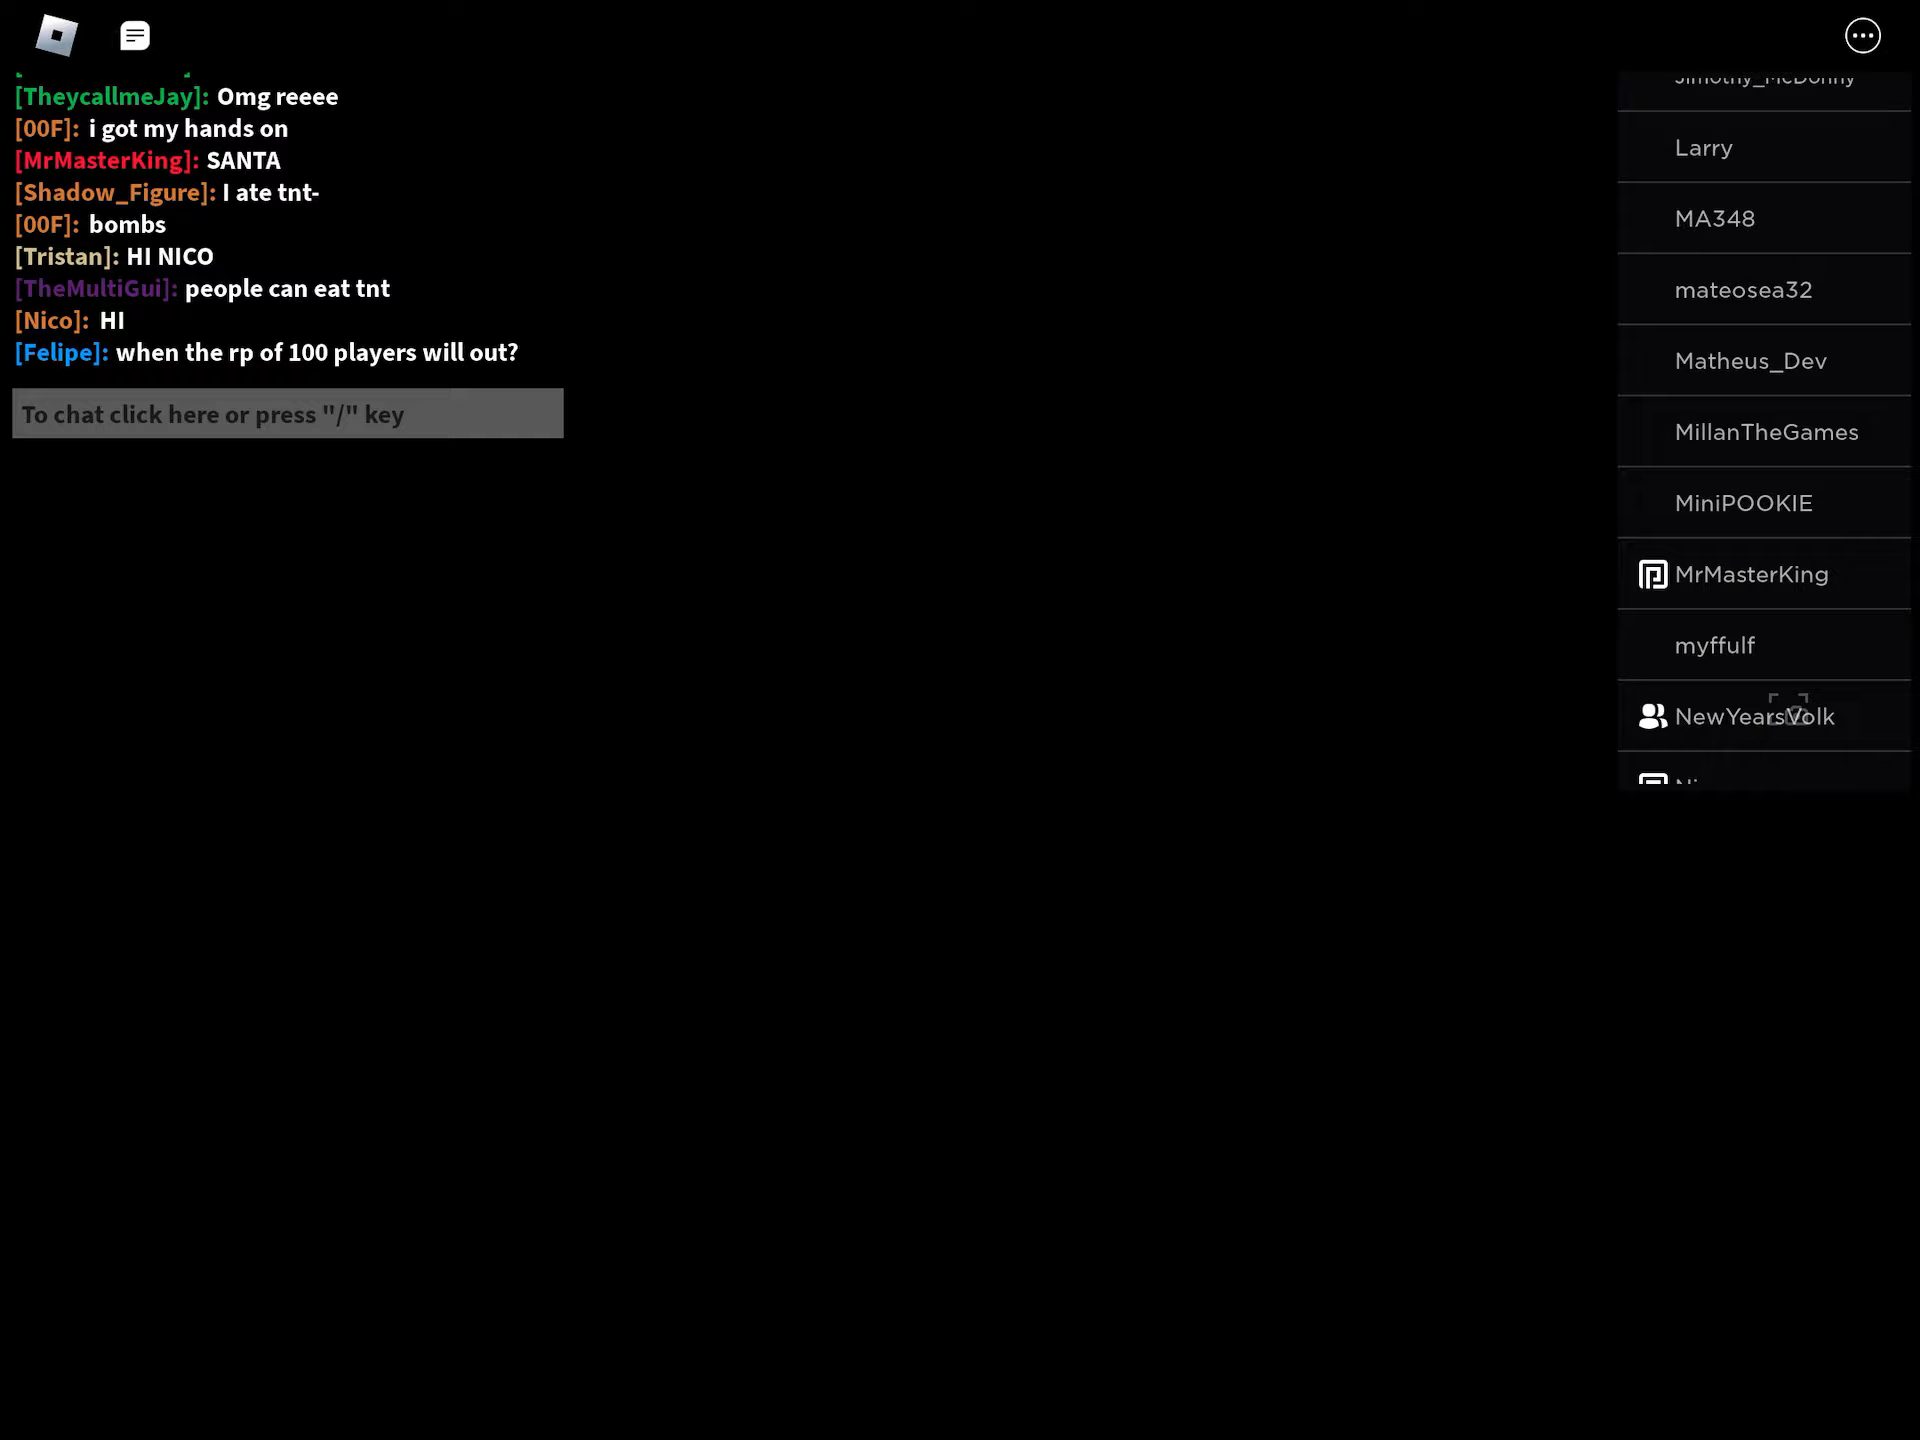 [TheycallmeJay]: Omg reeee
[00F]: i got my hands on
[MrMasterKing]: SANTA
[Shadow_Figure]: I ate tnt-
[00F]: bombs
[Tristan]: HI NICO
[TheMultiGui]: people can eat tnt
[Nico]: HI
[Felipe]: when the rp of 100 players will out?
To chat click here or press "/" key
Larry
MA348
mateosea32
Matheus_Dev
MillanTheGames
MiniPOOKIE
MrMasterKing
myffulf
NewYearsVolk